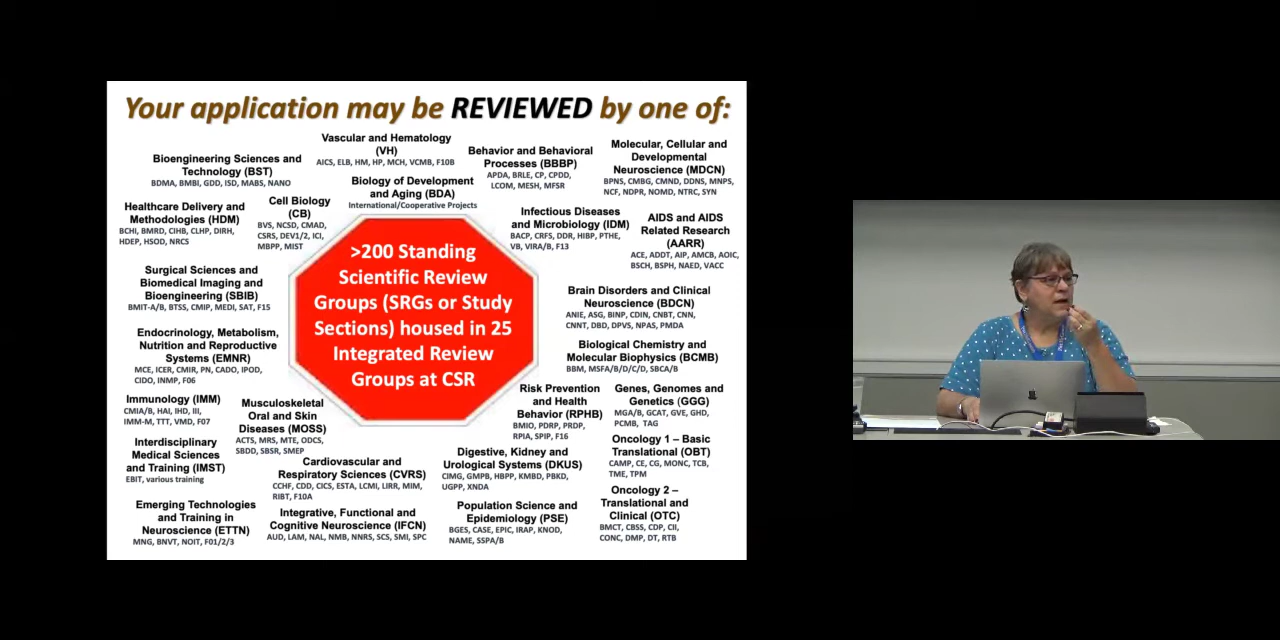 Your application may be REVIEWED by one of:
Vascular and Hematology
(VH)
AICS, ELB, HM, HP, MCH, VCMB, F10B
Behavior and Behavioral
Processes (BBBP)
APDA, BRLE, CP, CPDD,
LCOM, MESH, MFSR
Molecular, Cellular and
Developmental
Neuroscience (MDCN)
BPNS, CMBG, CMND, DDNS, MNPS,
NCF, NDPR, NOMD, NTRC, SYN
Bioengineering Sciences and
Technology (BST)
BDMA, BMBI, GDD, ISD, MABS, NANO
Biology of Development
and Aging (BDA)
International/Cooperative Projects
Healthcare Delivery and
Methodologies (HDM)
BCHI, BMRD, CIHB, CLHP, DIRH,
HDEP, HSOD, NRCS
Cell Biology
(CB)
BVS, NCSD, CMAD,
CSRS, DEV1/2, ICI,
MBPP, MIST
Infectious Diseases
and Microbiology (IDM)
BACP, CRFS, DDR, HIBP, PTHE,
VB, VIRA/B, F13
AIDS and AIDS
Related Research
(AARR)
ACE, ADDT, AIP, AMCB, AOIC,
BSCH, BSPH, NAED, VACC
>200 Standing
Scientific Review
Groups (SRGs or Study
Sections) housed in 25
Integrated Review
Groups at CSR
Surgical Sciences and
Biomedical Imaging and
Bioengineering (SBIB)
BMIT-A/B, BTSS, CMIP, MEDI, SAT, F15
Brain Disorders and Clinical
Neuroscience (BDCN)
ANIE, ASG, BINP, CDIN, CNBT, CNN,
CNNT, DBD, DPVS, NPAS, PMDA
Endocrinology, Metabolism,
Nutrition and Reproductive
Systems (EMNR)
MCE, ICER, CMIR, PN, CADO, IPOD,
CIDO, INMP, F06
Biological Chemistry and
Molecular Biophysics (BCMB)
BBM, MSFA/B/D/C/D, SBCA/B
Immunology (IMM)
CMIA/B, HAI, IHD, III,
IMM-M, TTT, VMD, F07
Musculoskeletal
Oral and Skin
Diseases (MOSS)
ACTS, MRS, MTE, ODCS,
SBDD, SBSR, SMEP
Risk Prevention
and Health
Behavior (RPHB)
BMIO, PDRP, PRDP,
RPIA, SPIP, F16
Genes, Genomes and
Genetics (GGG)
MGA/B, GCAT, GVE, GHD,
PCMB, TAG
Interdisciplinary
Medical Sciences
and Training (IMST)
EBIT, various training
Cardiovascular and
Respiratory Sciences (CVRS)
CCHF, CDD, CICS, ESTA, LCMI, LIRR, MIM,
RIBT, F10A
Digestive, Kidney and
Urological Systems (DKUS)
CIMG, GMPB, HBPP, KMBD, PBKD,
UGPP, XNDA
Oncology 1 – Basic
Translational (OBT)
CAMP, CE, CG, MONC, TCB,
TME, TPM
Emerging Technologies
and Training in
Neuroscience (ETTN)
MNG, BNVT, NOIT, F01/2/3
Integrative, Functional and
Cognitive Neuroscience (IFCN)
AUD, LAM, NAL, NMB, NNRS, SCS, SMI, SPC
Population Science and
Epidemiology (PSE)
BGES, CASE, EPIC, IRAP, KNOD,
NAME, SSPA/B
Oncology 2 –
Translational and
Clinical (OTC)
BMCT, CBSS, CDP, CII,
CONC, DMP, DT, RTB